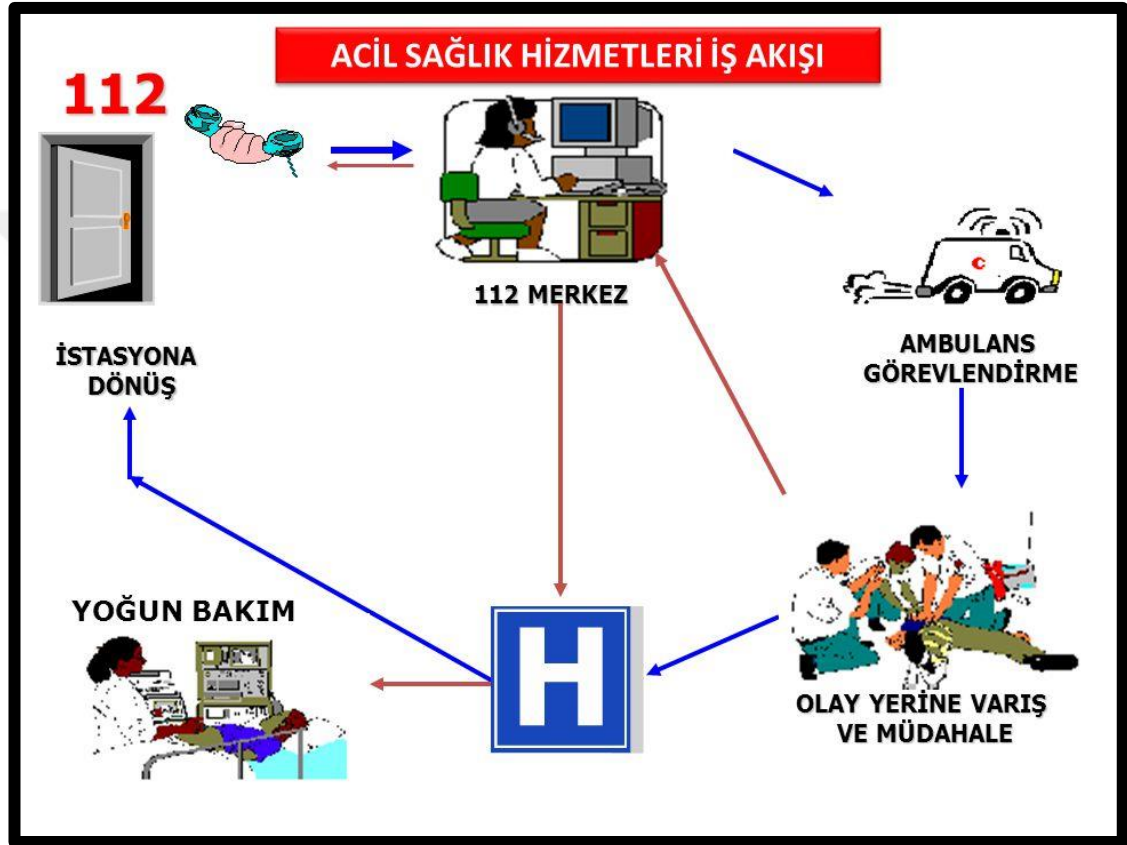 ACİL SAĞLIK HİZMETLERİ İŞ AKIŞI
112
112 MERKEZ
İSTASYONA
DÖNÜŞ
AMBULANS
GÖREVLENDİRME
YOĞUN BAKIM
H
OLAY YERİNE VARIŞ
VE MÜDAHALE